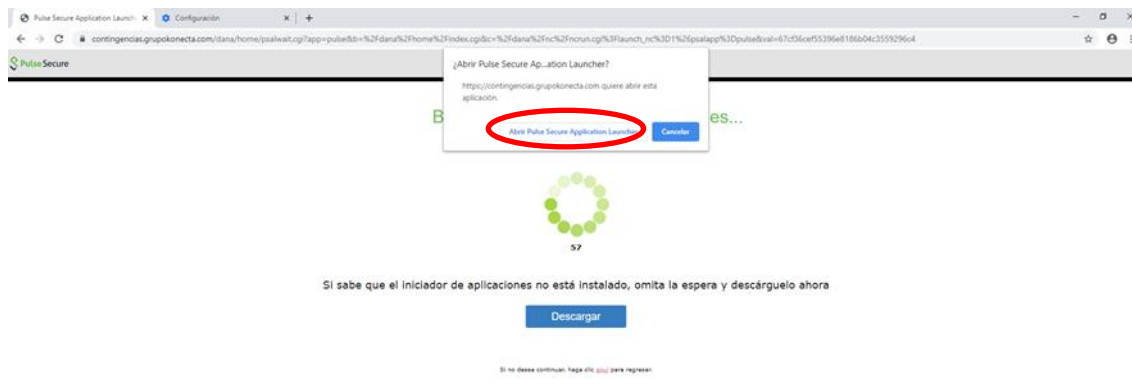 Pulse Secure Application Launch
Configuración
contingencias.grupokonecta.com/dana/home/psalwait.cgi?app=pulse&b=%2Fdana%2Fhome%2Findex.cgi&c=%2Fdana%2Fnc%2Fncrun.cgi%3Flaunch_nc%3D1%26psalapp%3Dpulse&val=67cf36cef55396e8186b04c3559296c4
Pulse Secure
¿Abrir Pulse Secure Ap...ation Launcher?
https://contingencias.grupokonecta.com quiere abrir esta
aplicación.
B es...
Abrir Pulse Secure Application Launcher Cancelar
57
Si sabe que el iniciador de aplicaciones no está instalado, omita la espera y descárguelo ahora
Descargar
Si no desea continuar, haga clic aquí para regresar.